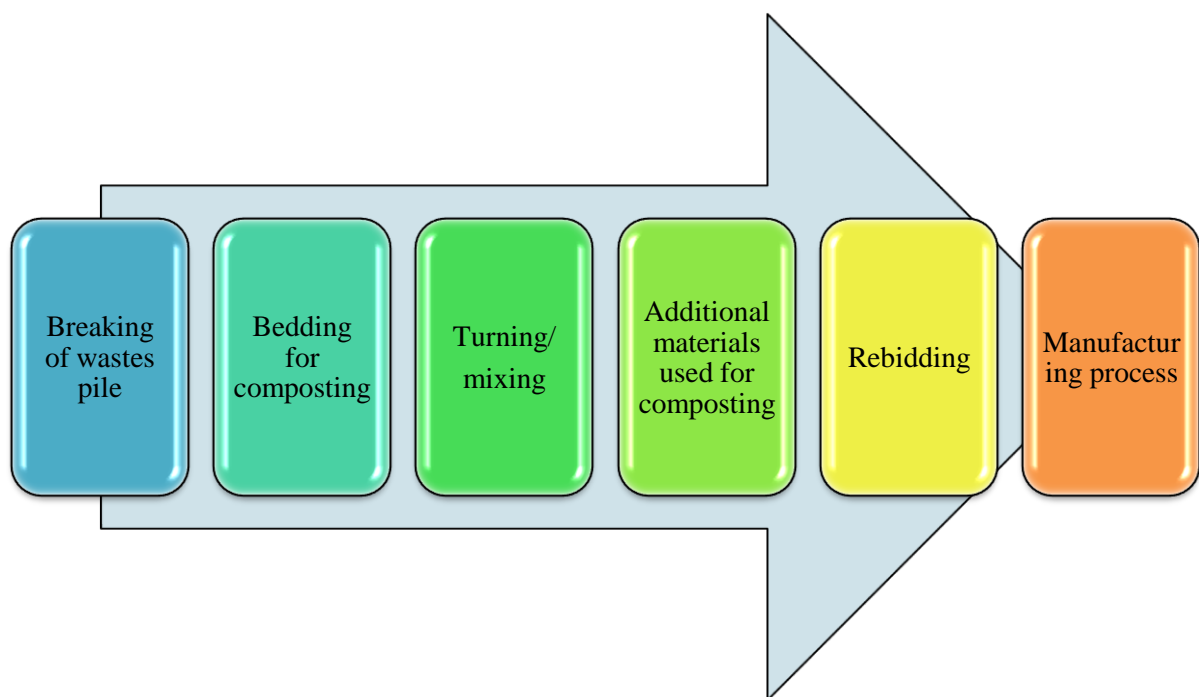 Breaking
of wastes
pile
Bedding
for
composting
Turning/
mixing
Additional
materials
used for
composting
Rebidding
Manufactur
ing process